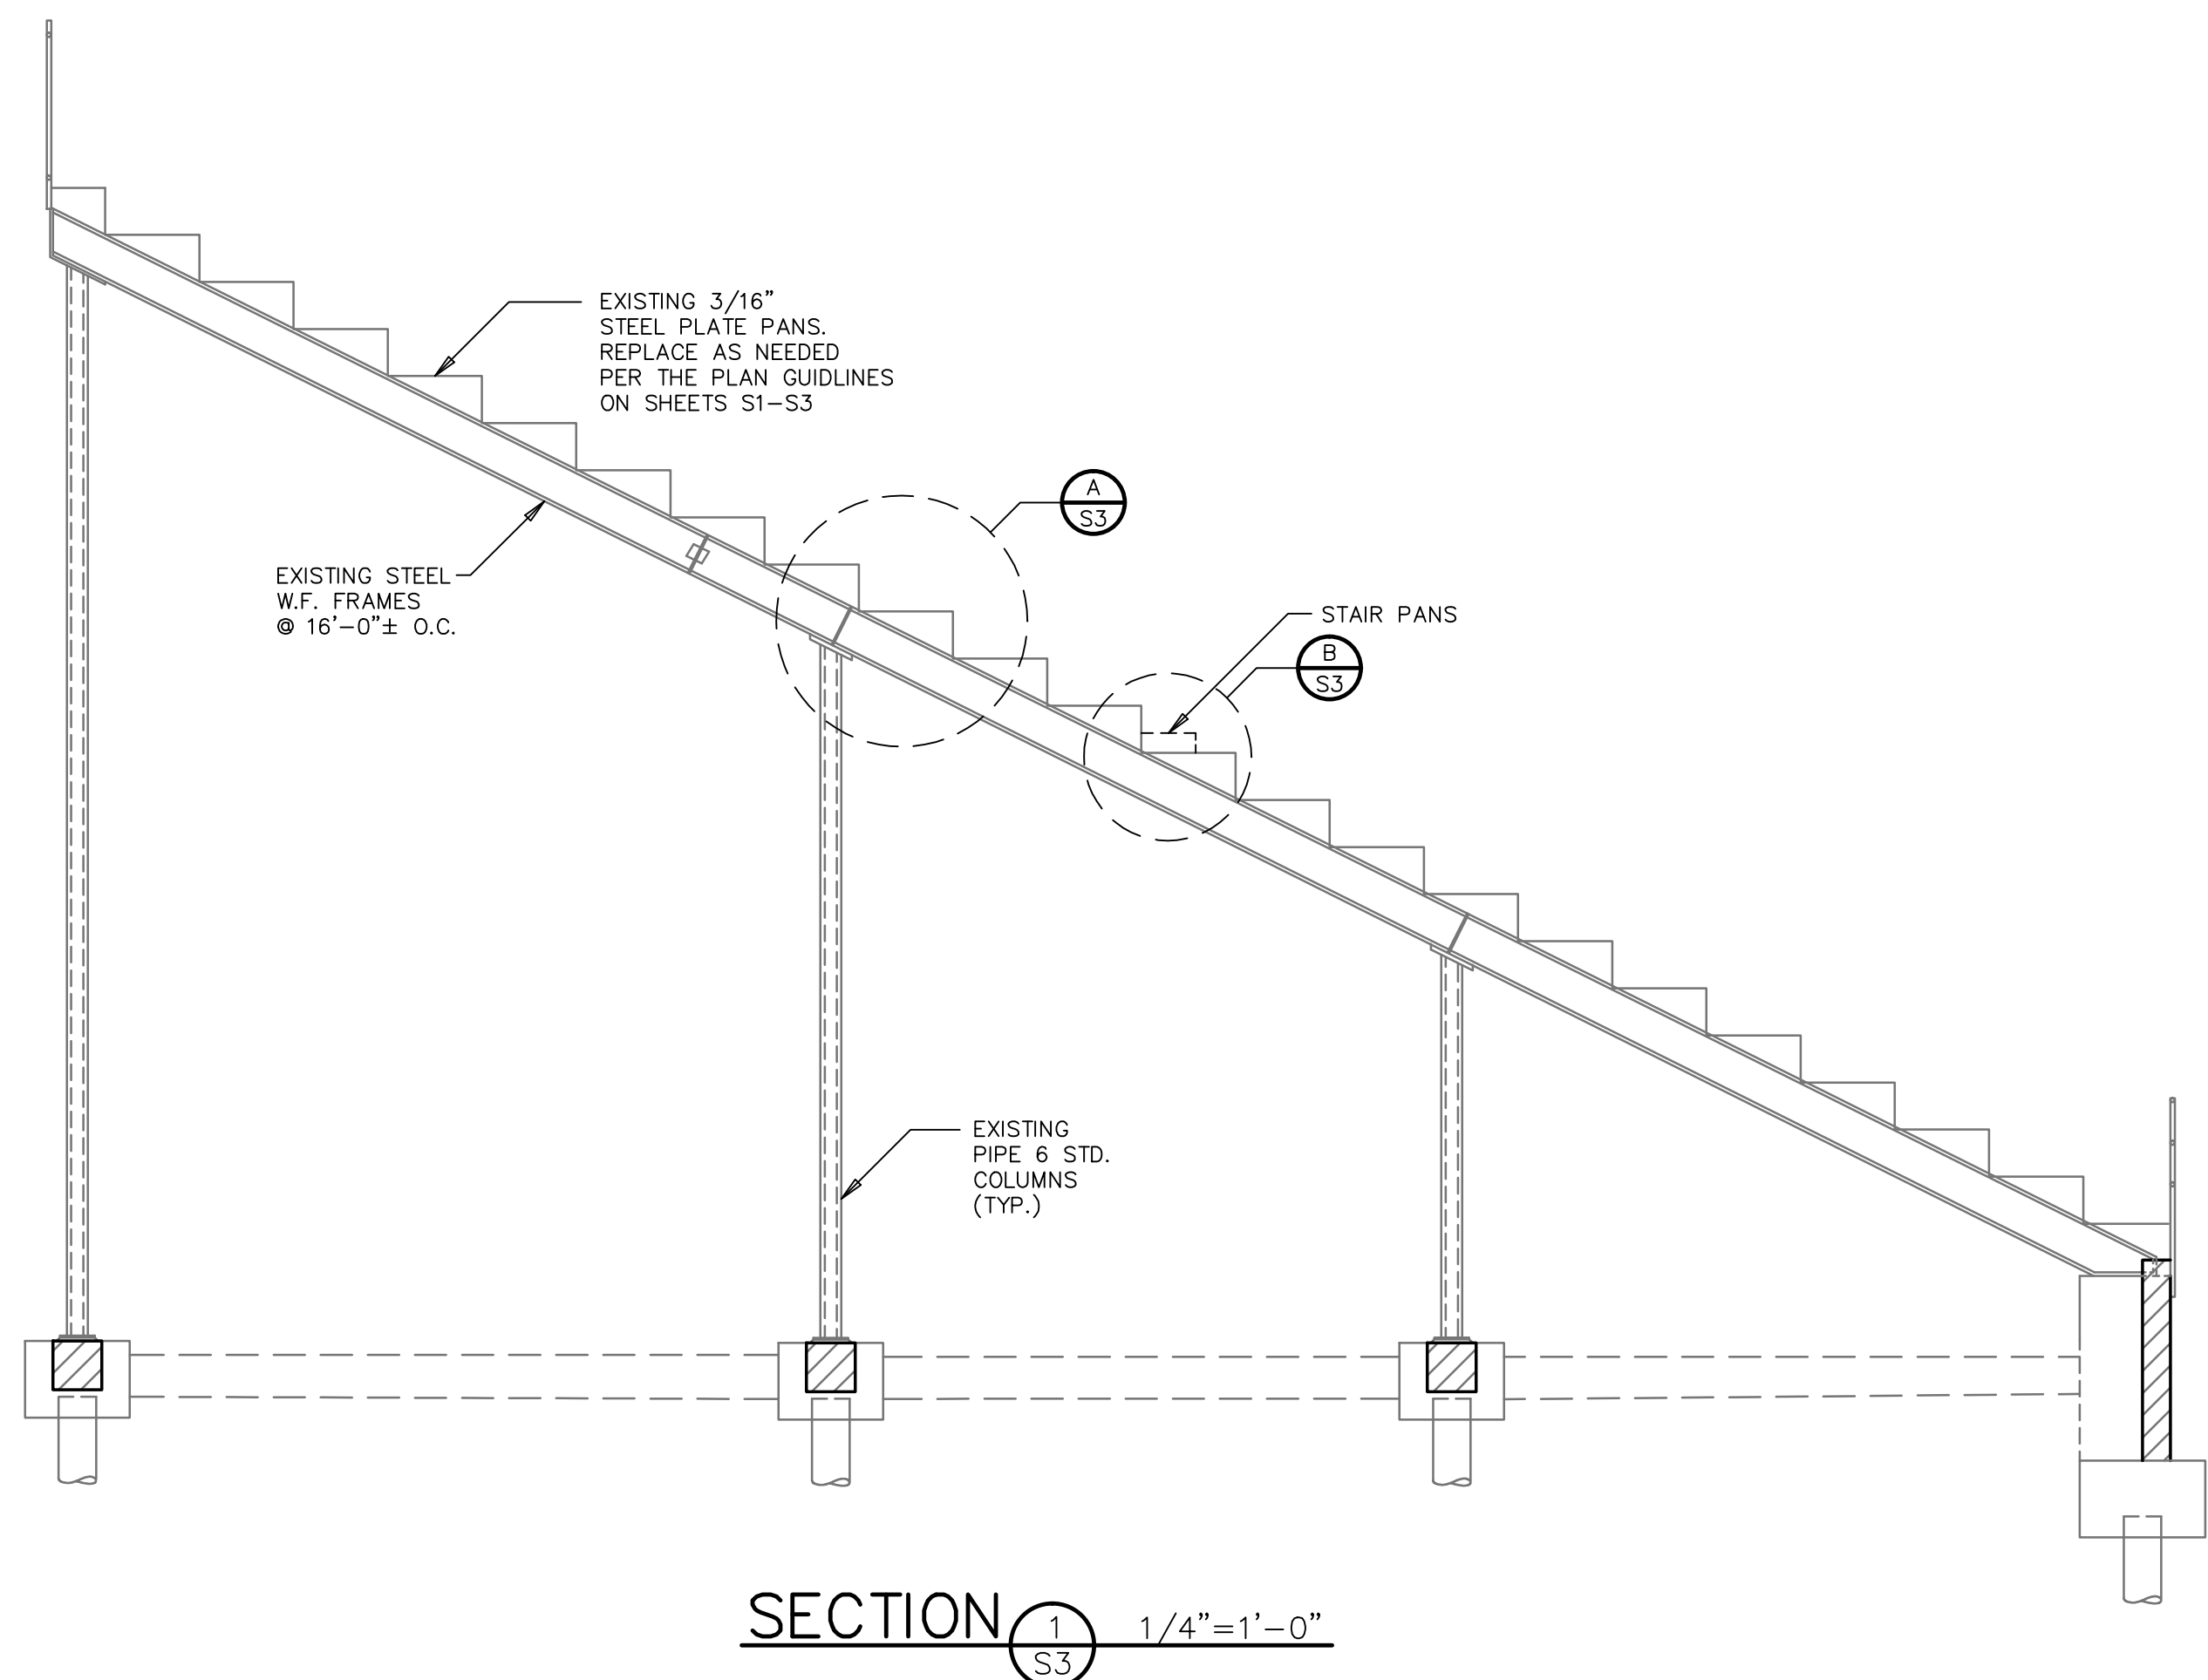 EXISTING 3/16”
STEEL PLATE PANS.
REPLACE AS NEEDED
PER THE PLAN GUIDLINES
ON SHEETS S1–S3
A
S3
EXISTING STEEL
W.F. FRAMES
@ 16’–0”± O.C.
STAIR PANS
B
S3
EXISTING
PIPE 6 STD.
COLUMNS
(TYP.)
SECTION
1
S3
1/4”=1’–0”